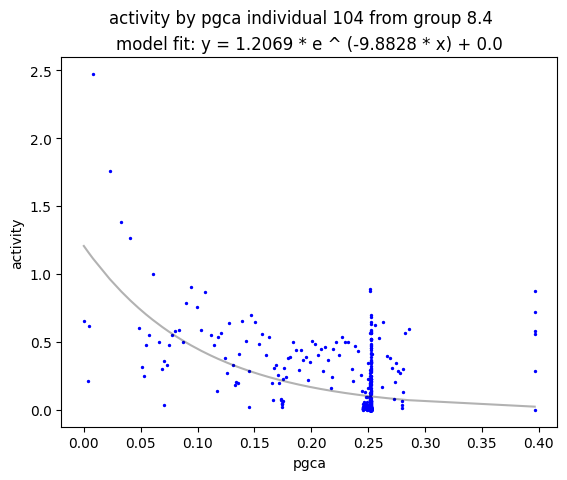 activity by pgca individual 104 from group 8.4
model fit: y = 1.2069 * e ^ (-9.8828 * x) + 0.0
2.5
2.0
1.5
1.0
0.5
0.0
activity
0.00 0.05 0.10 0.15 0.20 0.25 0.30 0.35 0.40
pgca